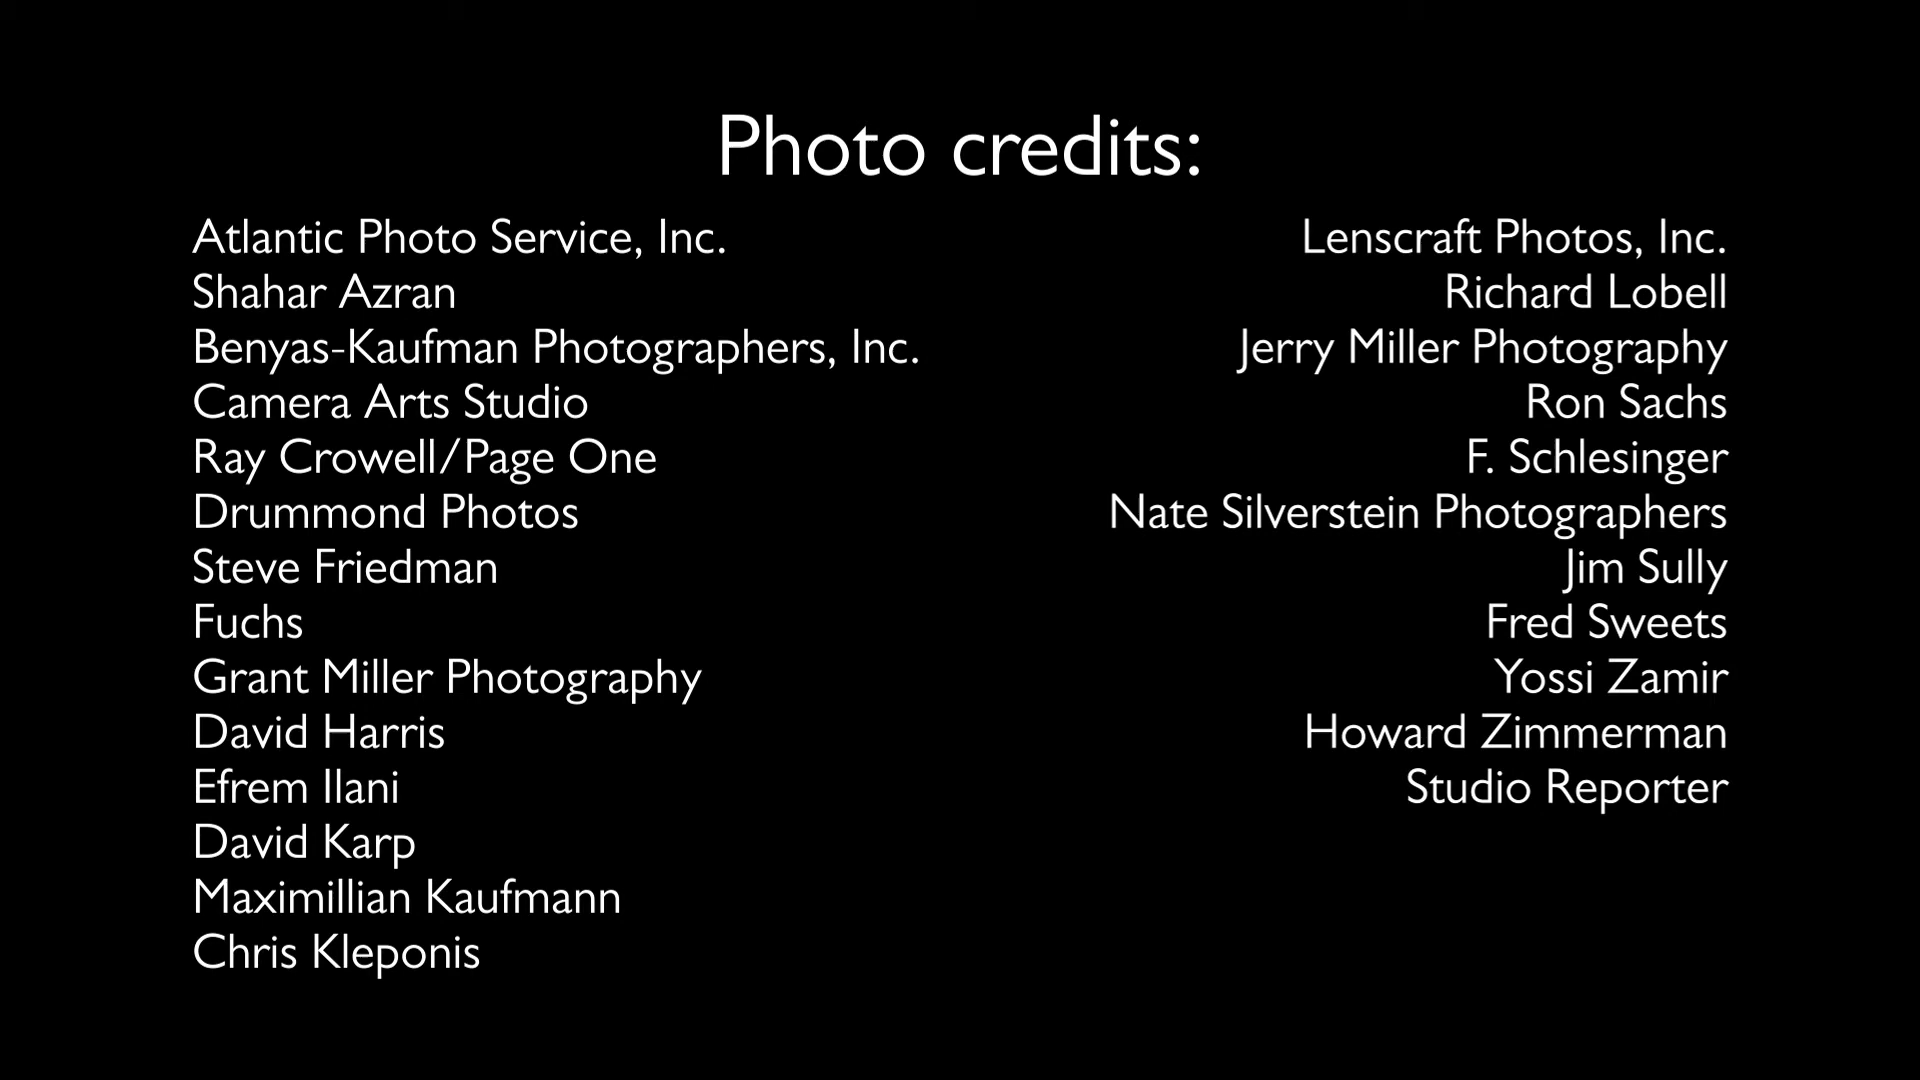 Photo credits:
Atlantic Photo Service, Inc.
Shahar Azran
Benyas-Kaufman Photographers, Inc.
Camera Arts Studio
Ray Crowell/Page One
Drummond Photos
Steve Friedman
Fuchs
Grant Miller Photography
David Harris
Efrem Ilani
David Karp
Maximillian Kaufmann
Chris Kleponis
Lenscraft Photos, Inc.
Richard Lobell
Jerry Miller Photography
Ron Sachs
F. Schlesinger
Nate Silverstein Photographers
Jim Sully
Fred Sweets
Yossi Zamir
Howard Zimmerman
Studio Reporter